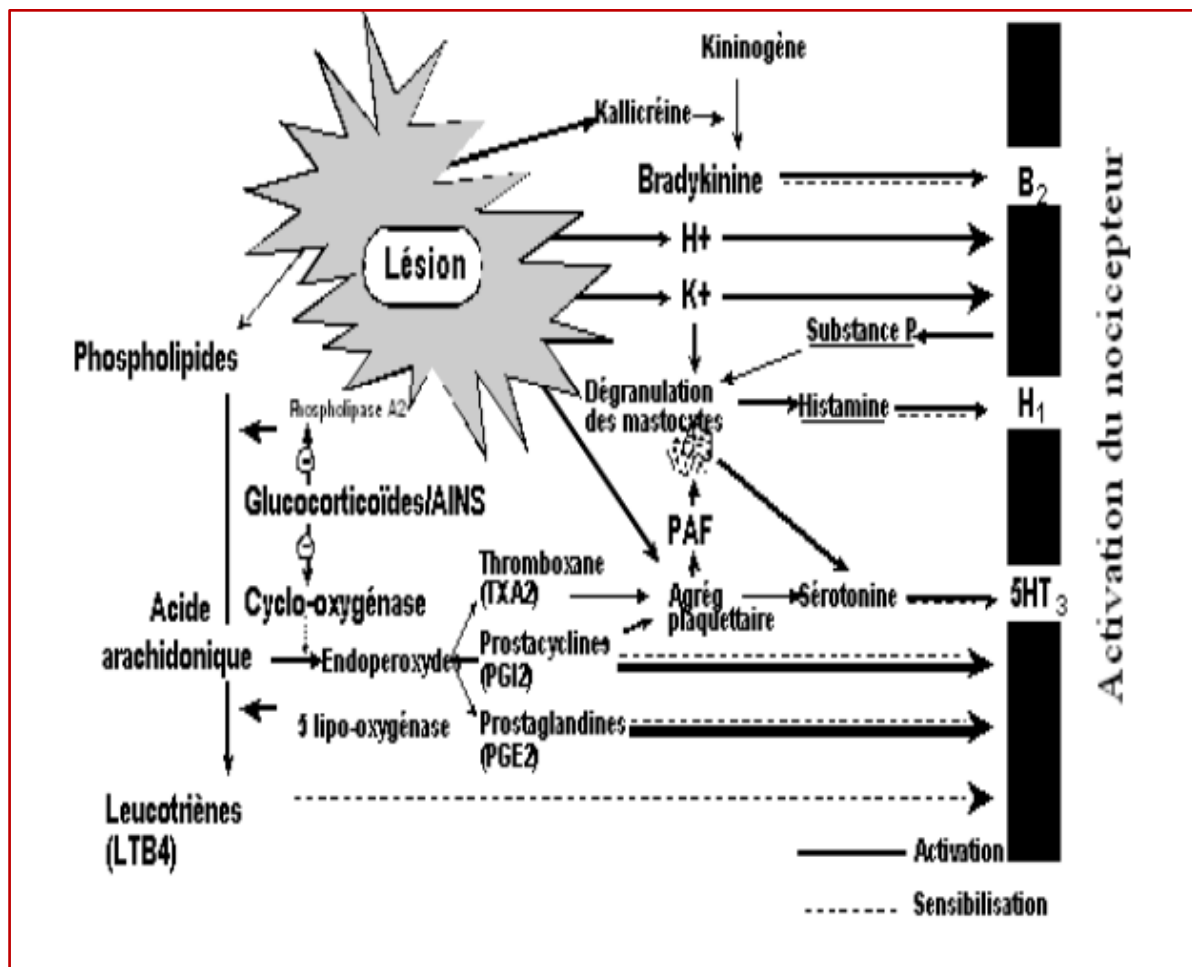 Kininogène
Kallicréine
Bradykinine
B2
H+
Lésion
K+
Substance P
Phospholipides
Dégranulation
des mastocytes
Histamine
H1
Phospholipase A2
Glucocorticoïdes/AINS
PAF
Thromboxane
(TXA2)
Cyclo-oxygénase
Agrég
plaquettaire
Sérotonine
5HT3
Acide
arachidonique
Endoperoxydes
Prostacyclines
(PGI2)
5 lipo-oxygénase
Prostaglandines
(PGE2)
Leucotriènes
(LTB4)
Activation
Sensibilisation
Activation du nocicepteur